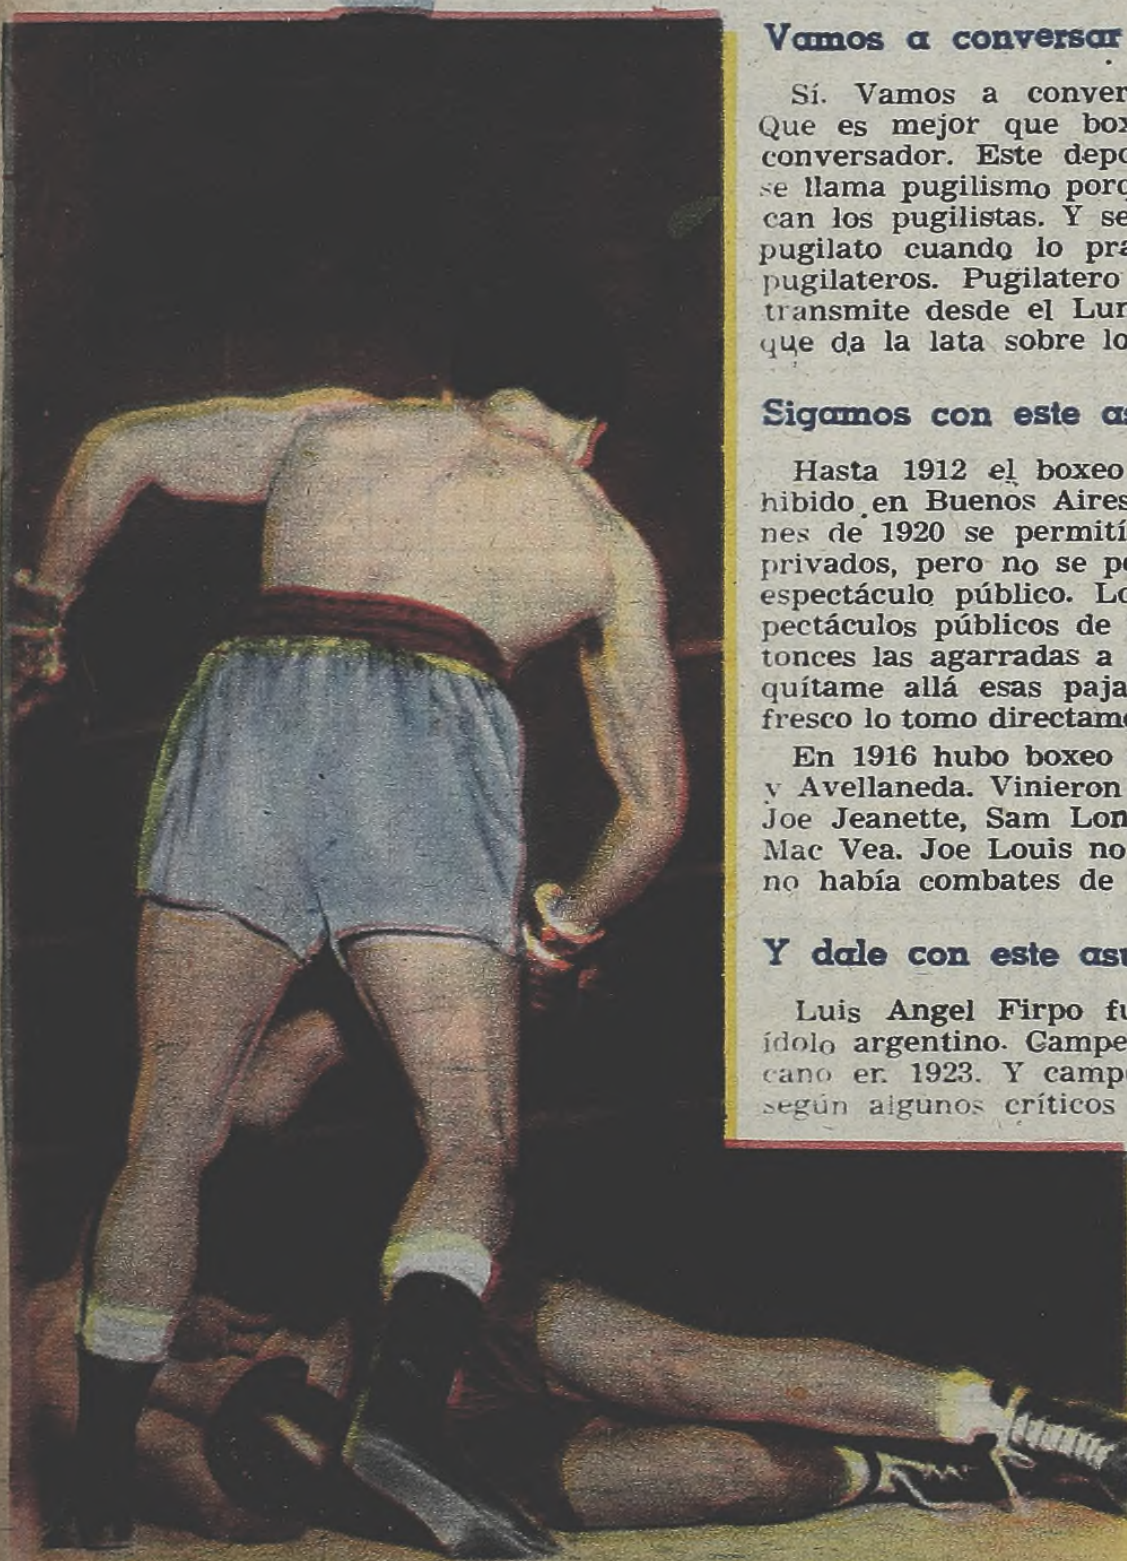 Vamos a conversar
Sí. Vamos a conver
Que es mejor que box
conversador. Este depo
se llama pugilismo porq
can los pugilistas. Y se
pugilato cuando lo pra
pugilateros. Pugilatero
transmite desde el Lun
que da la lata sobre lo
Sigamos con este as
Hasta 1912 el boxeo
hibido en Buenos Aires
nes de 1920 se permití
privados, pero no se pe
espectáculo público. Lo
pectáculos públicos de
tonces las agarradas a
quítame allá esas paja
fresco lo tomo directame
En 1916 hubo boxeo
y Avellaneda. Vinieron
Joe Jeanette, Sam Lon
Mac Vea. Joe Louis no
no había combates de
Y dale con este asu
Luis Angel Firpo fu
ídolo argentino. Campe
cano er. 1923. Y campe
según algunos críticos